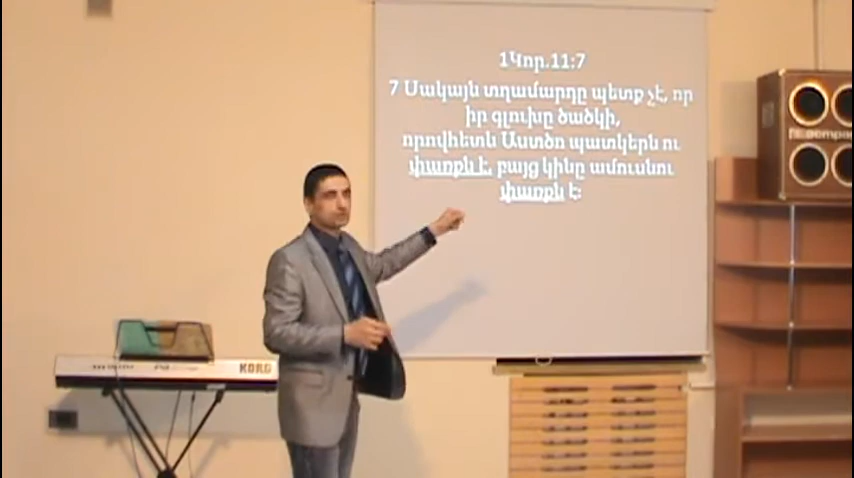 1Կոր.11:7
7 Սակայն տղամարդը պետք չէ, որ
իր գլուխը ծածկի,
որովհետև Աստծո պատկերն ու
փառքն է, բայց կինը ամուսնու
փառքն է:
KORG